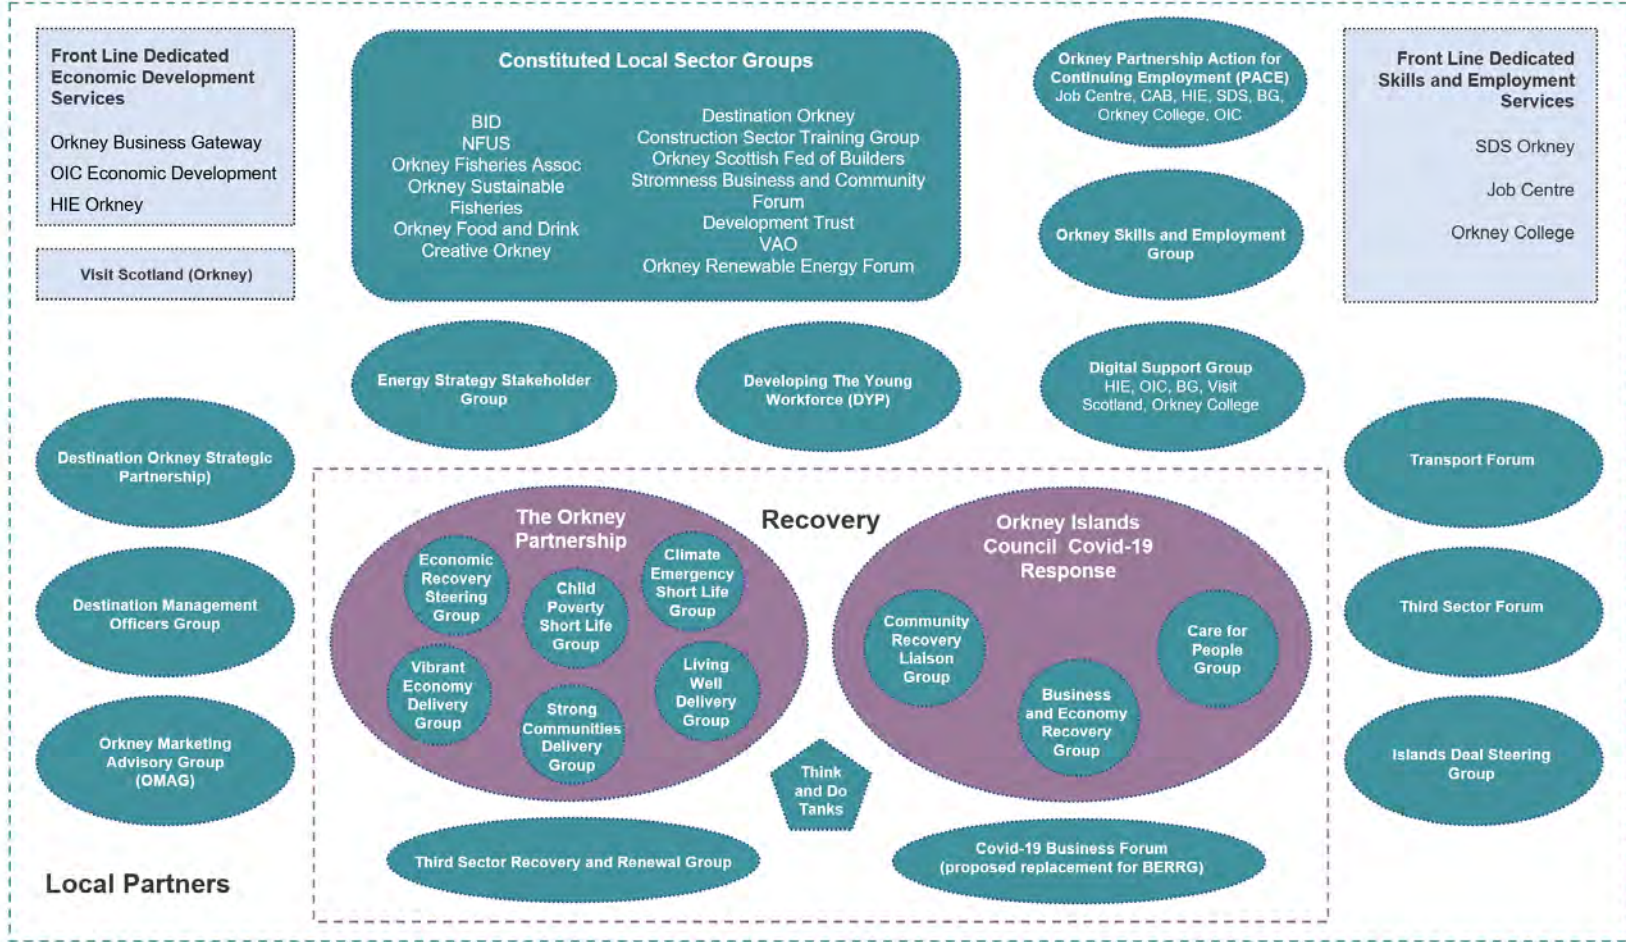 Front Line Dedicated
Economic Development
Services
Orkney Business Gateway
OIC Economic Development
HIE Orkney
Visit Scotland (Orkney)
Constituted Local Sector Groups
BID
NFUS
Orkney Fisheries Assoc
Orkney Sustainable
Fisheries
Orkney Food and Drink
Creative Orkney
Destination Orkney
Construction Sector Training Group
Orkney Scottish Fed of Builders
Stromness Business and Community
Forum
Development Trust
VAO
Orkney Renewable Energy Forum
Orkney Partnership Action for
Continuing Employment (PACE)
Job Centre, CAB, HIE, SDS, BG,
Orkney College, OIC
Orkney Skills and Employment
Group
Front Line Dedicated
Skills and Employment
Services
SDS Orkney
Job Centre
Orkney College
Energy Strategy Stakeholder
Group
Developing The Young
Workforce (DYP)
Digital Support Group
HIE, OIC, BG, Visit
Scotland, Orkney College
Destination Orkney Strategic
Partnership)
Destination Management
Officers Group
Orkney Marketing
Advisory Group
(OMAG)
Local Partners
Recovery
The Orkney
Partnership
Economic
Recovery
Steering
Group
Child
Poverty
Short Life
Group
Climate
Emergency
Short Life
Group
Vibrant
Economy
Delivery
Group
Strong
Communities
Delivery
Group
Living
Well
Delivery
Group
Orkney Islands
Council Covid-19
Response
Community
Recovery
Liaison
Group
Business
and Economy
Recovery
Group
Care for
People
Group
Think
and Do
Tanks
Third Sector Recovery and Renewal Group
Covid-19 Business Forum
(proposed replacement for BERRG)
Transport Forum
Third Sector Forum
Islands Deal Steering
Group